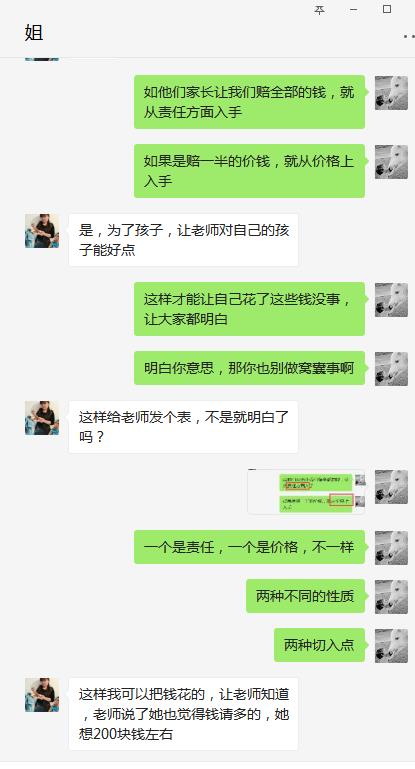 姐
如他们家长让我们赔全部的钱，就
从责任方面入手
如果是赔一半的价钱，就从价格上
入手
是，为了孩子，让老师对自己的孩
子能好点
这样才能让自己花了这些钱没事，
让大家都明白
明白你意思，那你也别做窝囊事啊
这样给老师发个表，不是就明白了
吗？
一个是责任，一个是价格，不一样
两种不同的性质
两种切入点
这样我可以把钱花的，让老师知道
，老师说了她也觉得钱请多的，她
想200块钱左右